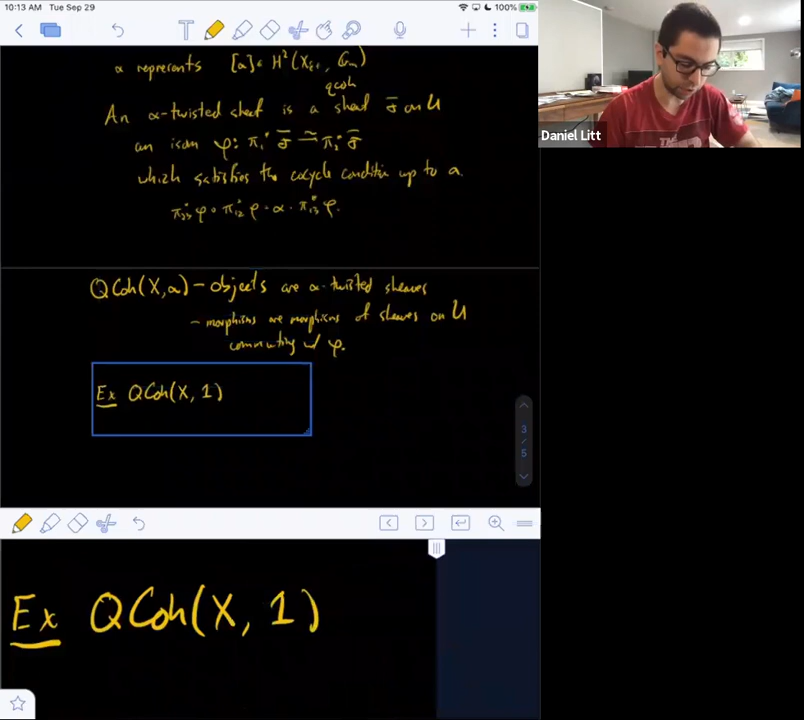 10:13 AM Tue Sep 29
100%
α represents [α] ∈ H²(X_ét, G_m)
qcoh
An α-twisted sheaf is a sheaf F on U
an isom φ: π₁* F ≃ π₂* F
which satisfies the cocycle condition up to α.
π₂₃* φ ∘ π₁₂* φ = α · π₁₃* φ.
QCoh(X, α) – objects are α-twisted sheaves
– morphisms are morphisms of sheaves on U
commuting w/ φ.
Ex QCoh(X, 1)
3
/
5
Ex QCoh(X, 1)
Daniel Litt